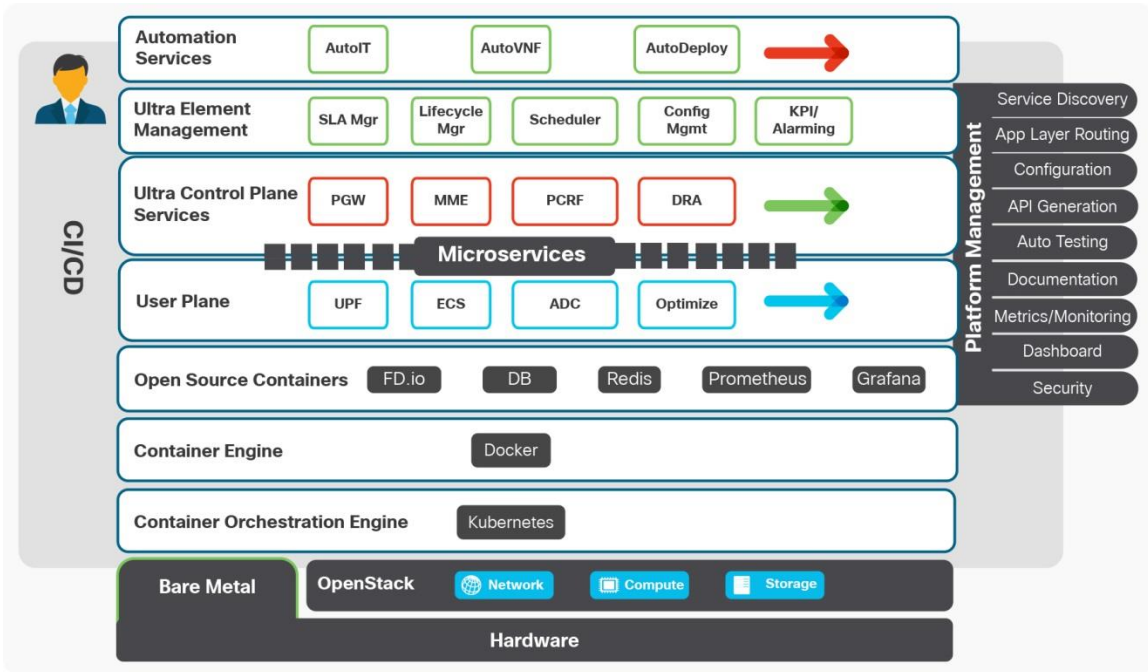 Automation
Services
AutoIT
AutoVNF
AutoDeploy
Ultra Element
Management
SLA Mgr
Lifecycle
Mgr
Scheduler
Config
Mgmt
KPI/
Alarming
Ultra Control Plane
Services
PGW
MME
PCRF
DRA
Microservices
User Plane
UPF
ECS
ADC
Optimize
Open Source Containers
FD.io
DB
Redis
Prometheus
Grafana
Container Engine
Docker
Container Orchestration Engine
Kubernetes
Bare Metal
OpenStack
Network
Compute
Storage
Hardware
CI/CD
Platform Management
Service Discovery
App Layer Routing
Configuration
API Generation
Auto Testing
Documentation
Metrics/Monitoring
Dashboard
Security